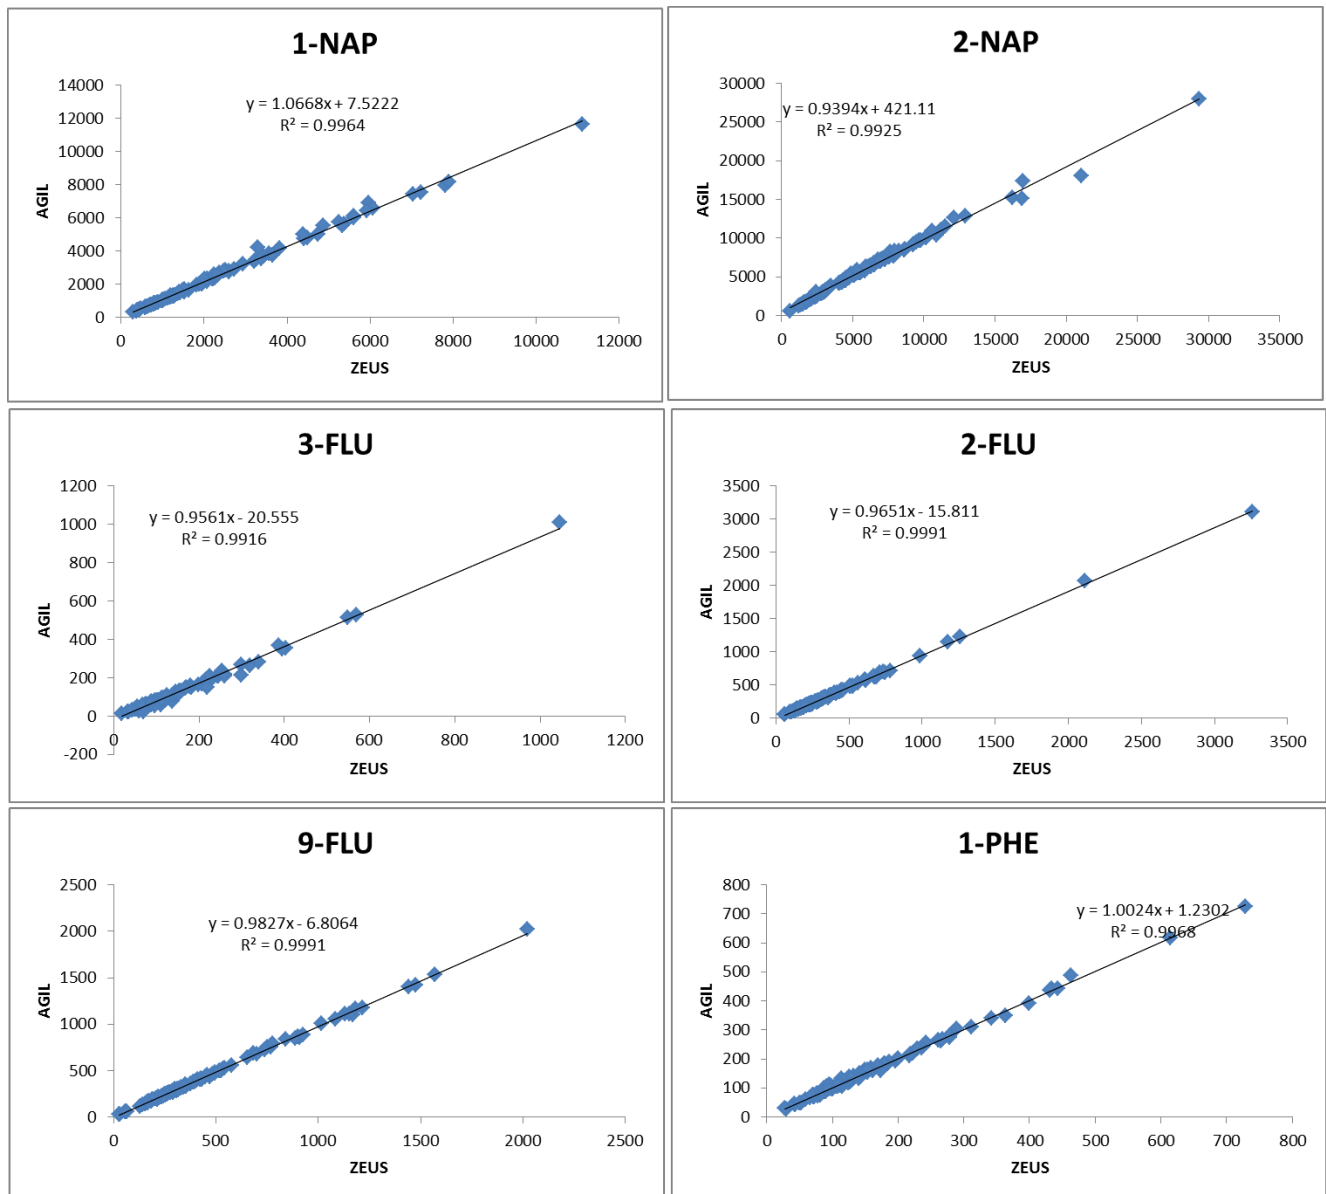 1-NAP
y = 1.0668x + 7.5222
R² = 0.9964
AGIL
14000
12000
10000
8000
6000
4000
2000
0
0 2000 4000 6000 8000 10000 12000
ZEUS
2-NAP
y = 0.9394x + 421.11
R² = 0.9925
AGIL
30000
25000
20000
15000
10000
5000
0
0 5000 10000 15000 20000 25000 30000 35000
ZEUS
3-FLU
y = 0.9561x - 20.555
R² = 0.9916
AGIL
1200
1000
800
600
400
200
0
-200
0 200 400 600 800 1000 1200
ZEUS
2-FLU
y = 0.9651x - 15.811
R² = 0.9991
AGIL
3500
3000
2500
2000
1500
1000
500
0
0 500 1000 1500 2000 2500 3000 3500
ZEUS
9-FLU
y = 0.9827x - 6.8064
R² = 0.9991
AGIL
2500
2000
1500
1000
500
0
0 500 1000 1500 2000 2500
ZEUS
1-PHE
y = 1.0024x + 1.2302
R² = 0.9968
AGIL
800
700
600
500
400
300
200
100
0
0 100 200 300 400 500 600 700 800
ZEUS